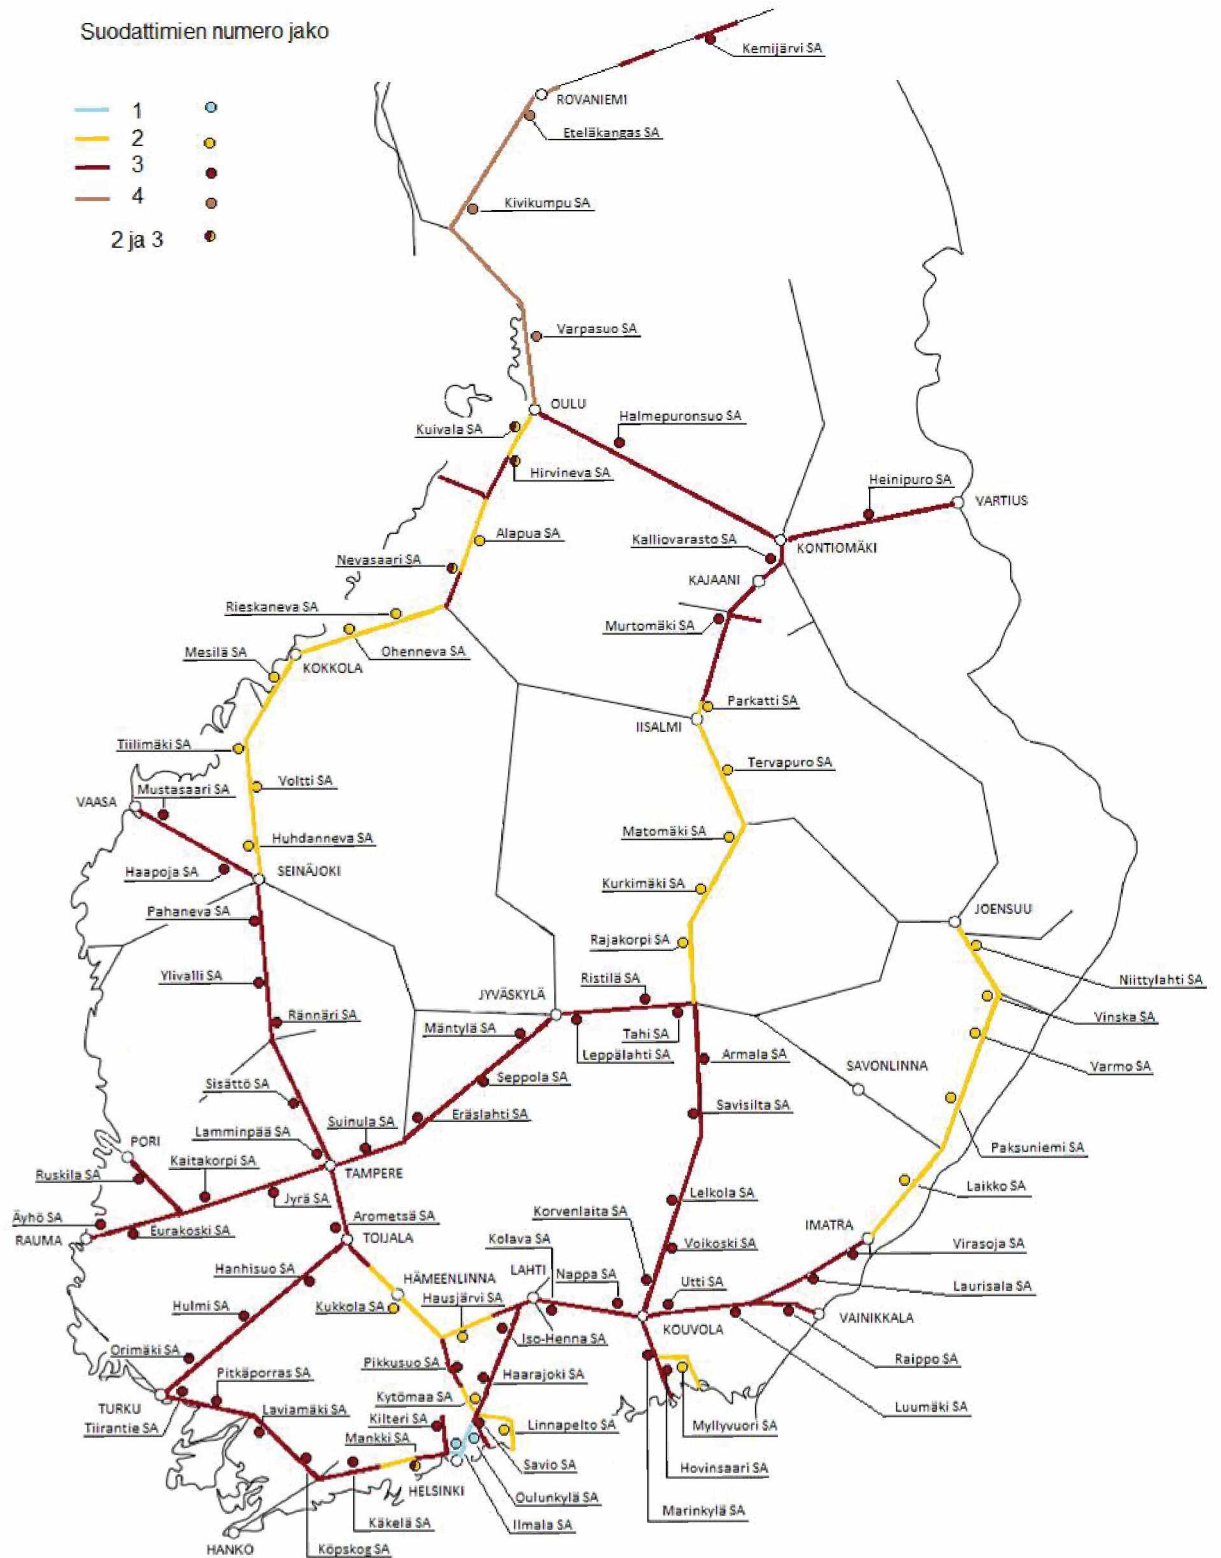 Suodattimien numero jako
1
2
3
4
2 ja 3
Kemijärvi SA
ROVANIEMI
Eteläkangas SA
Kivikumpu SA
Varpasuo SA
OULU
Kuivala SA
Halmepuronsuo SA
Hirvineva SA
Heinipuro SA
VARTIUS
Alapua SA
Kalliovarasto SA
KONTIOMÄKI
Nevasaari SA
KAJAANI
Rieskaneva SA
Murtomäki SA
Mesilä SA
Ohenneva SA
KOKKOLA
Parkatti SA
IISALMI
Tiilimäki SA
Tervapuro SA
Voltti SA
Mustasaari SA
VAASA
Matomäki SA
Huhdanneva SA
Haapoja SA
SEINÄJOKI
Kurkimäki SA
Pahaneva SA
JOENSUU
Rajakorpi SA
Ylivalli SA
Ristilä SA
Niittylahti SA
JYVÄSKYLÄ
Rännäri SA
Mäntylä SA
Tahi SA
Vinska SA
Leppälahti SA
Armala SA
SAVONLINNA
Varmo SA
Sisättö SA
Seppola SA
Savisilta SA
Eräslahti SA
Suinula SA
Lamminpää SA
PORI
Paksuniemi SA
Kaitakorpi SA
TAMPERE
Ruskila SA
Laikko SA
Jyrä SA
Lelkola SA
Äyhö SA
Arometsä SA
Korvenlaita SA
IMATRA
RAUMA
Eurakoski SA
TOIJALA
Kolava SA
Voikoski SA
Virasoja SA
Hanhisuo SA
HÄMEENLINNA
LAHTI
Nappa SA
Utti SA
Laurisala SA
Hulmi SA
Kukkola SA
Hausjärvi SA
VAINIKKALA
KOUVOLA
Iso-Henna SA
Orimäki SA
Pikkusuo SA
Raippo SA
Pitkäporras SA
Haarajoki SA
Kytömaa SA
TURKU
Laviamäki SA
Luumäki SA
Tiirantie SA
Kilteri SA
Linnapelto SA
Myllyvuori SA
Mankki SA
Savio SA
Hovinsaari SA
HELSINKI
Oulunkylä SA
Marinkylä SA
Käkelä SA
Ilmala SA
HANKO
Köpskog SA